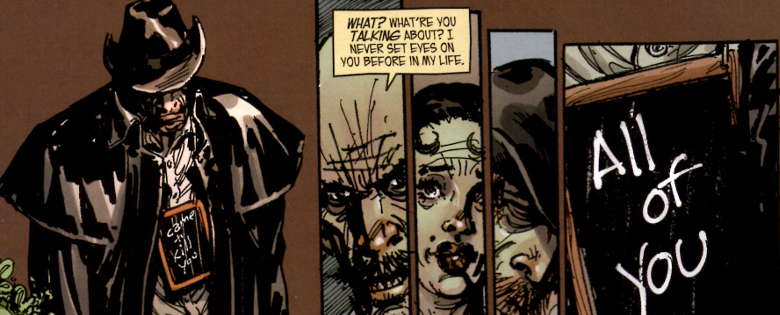 came
to
Kill
You
WHAT? WHAT'RE YOU
TALKING ABOUT? I
NEVER SET EYES ON
YOU BEFORE IN MY LIFE.
All
of
You